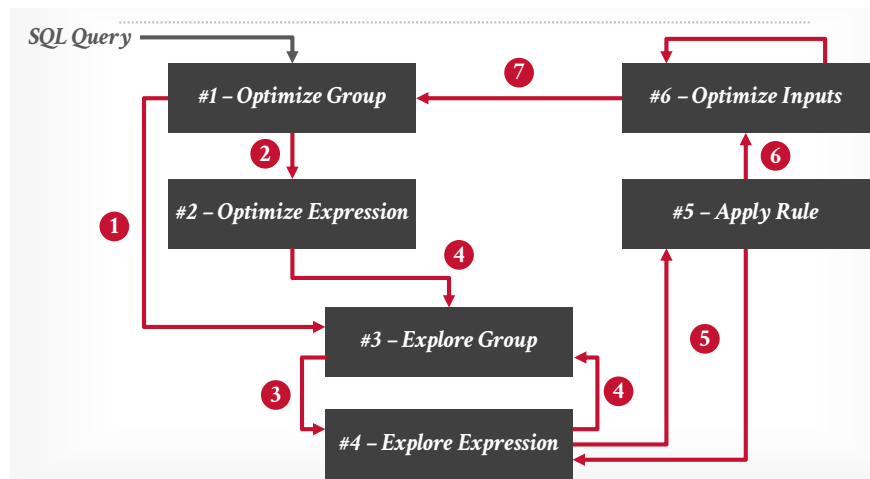 SQL Query
#1 – Optimize Group
7
#6 – Optimize Inputs
2
6
#2 – Optimize Expression
#5 – Apply Rule
1
4
#3 – Explore Group
5
3
4
#4 – Explore Expression